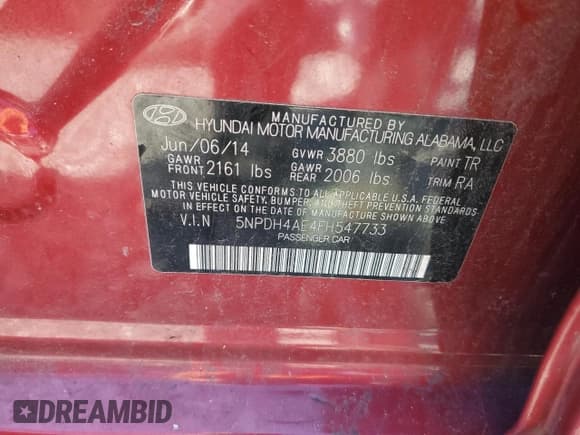 MANUFACTURED BY
HYUNDAI MOTOR MANUFACTURING ALABAMA, LLC
Jun/06/14 GVWR 3880 lbs PAINT TR
GAWR FRONT 2161 lbs GAWR REAR 2006 lbs TRIM RA
THIS VEHICLE CONFORMS TO ALL APPLICABLE U.S.A. FEDERAL
MOTOR VEHICLE SAFETY, BUMPER, AND THEFT PREVENTION STANDARDS
IN EFFECT ON THE DATE OF MANUFACTURE SHOWN ABOVE.
V.I.N 5NPDH4AE4FH547733
PASSENGER CAR
DREAMBID